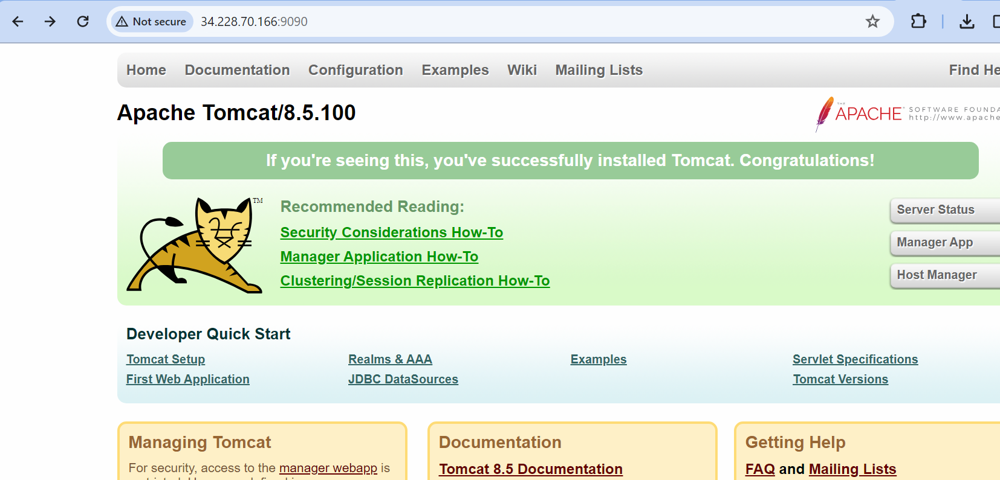 Not secure 34.228.70.166:9090
Home Documentation Configuration Examples Wiki Mailing Lists Find He
Apache Tomcat/8.5.100
THE APACHE® SOFTWARE FOUNDA
http://www.apache
If you're seeing this, you've successfully installed Tomcat. Congratulations!
TM
Recommended Reading:
Security Considerations How-To
Manager Application How-To
Clustering/Session Replication How-To
Server Status
Manager App
Host Manager
Developer Quick Start
Tomcat Setup Realms & AAA Examples Servlet Specifications
First Web Application JDBC DataSources Tomcat Versions
Managing Tomcat
For security, access to the manager webapp is
Documentation
Tomcat 8.5 Documentation
Getting Help
FAQ and Mailing Lists